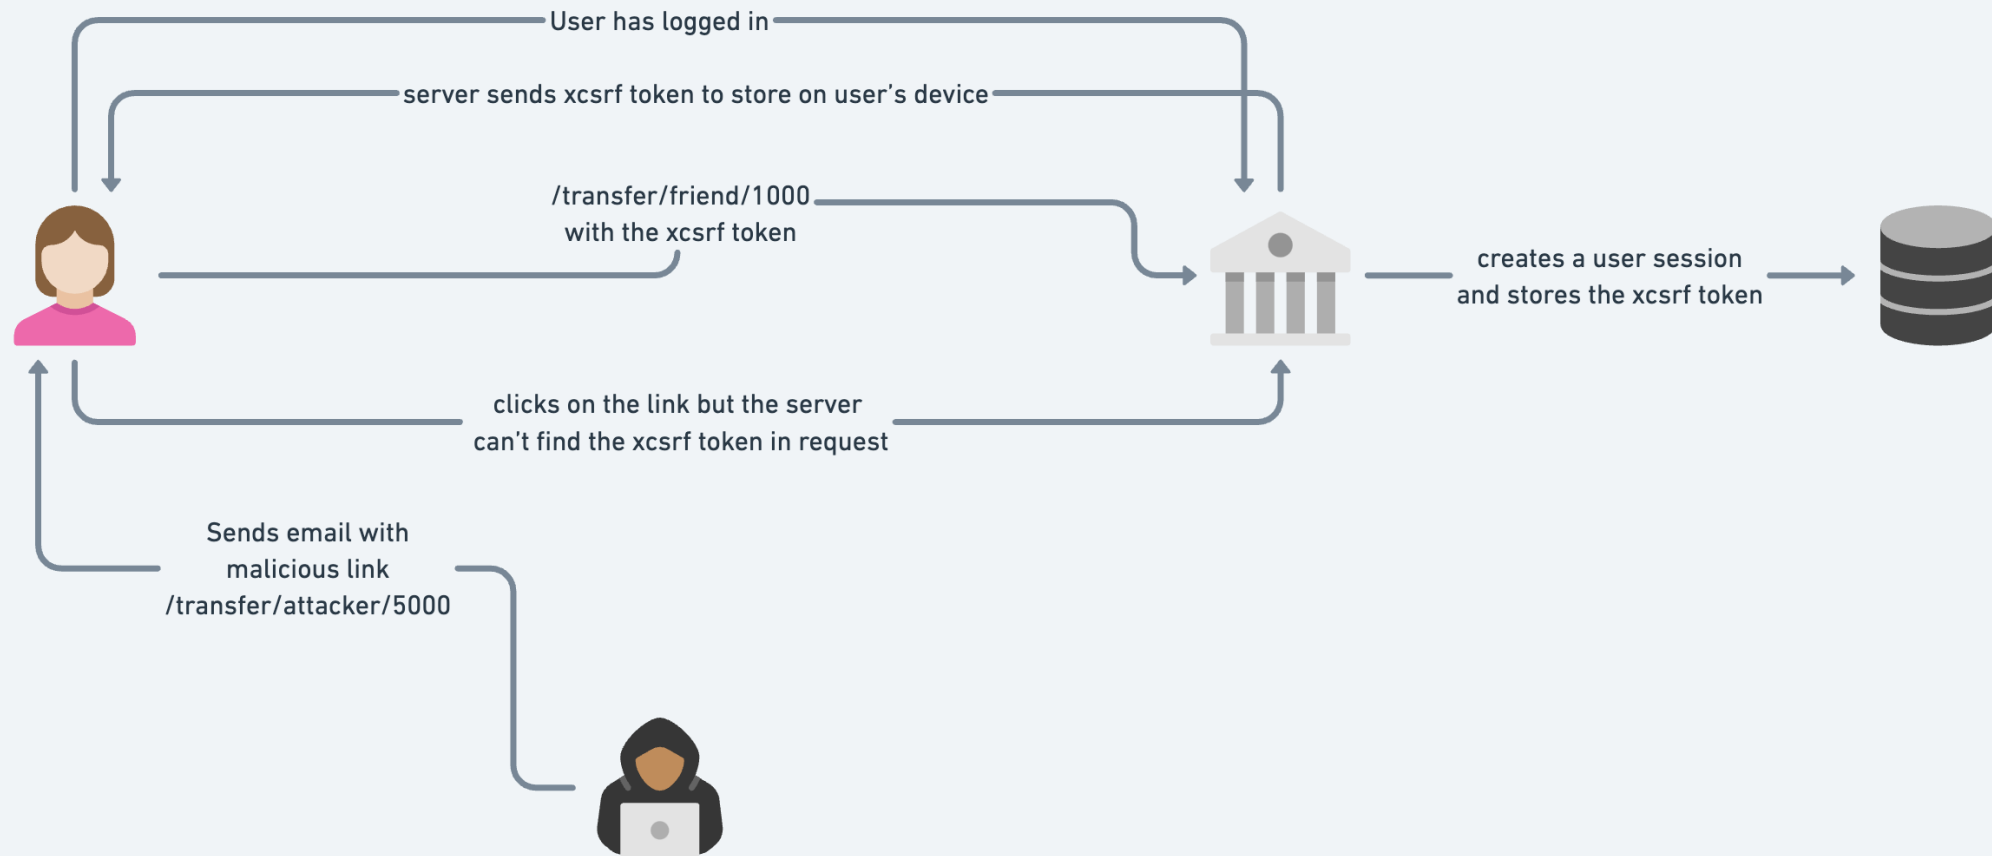 User has logged in
server sends xcsrf token to store on user's device
/transfer/friend/1000
with the xcsrf token
creates a user session
and stores the xcsrf token
clicks on the link but the server
can't find the xcsrf token in request
Sends email with
malicious link
/transfer/attacker/5000